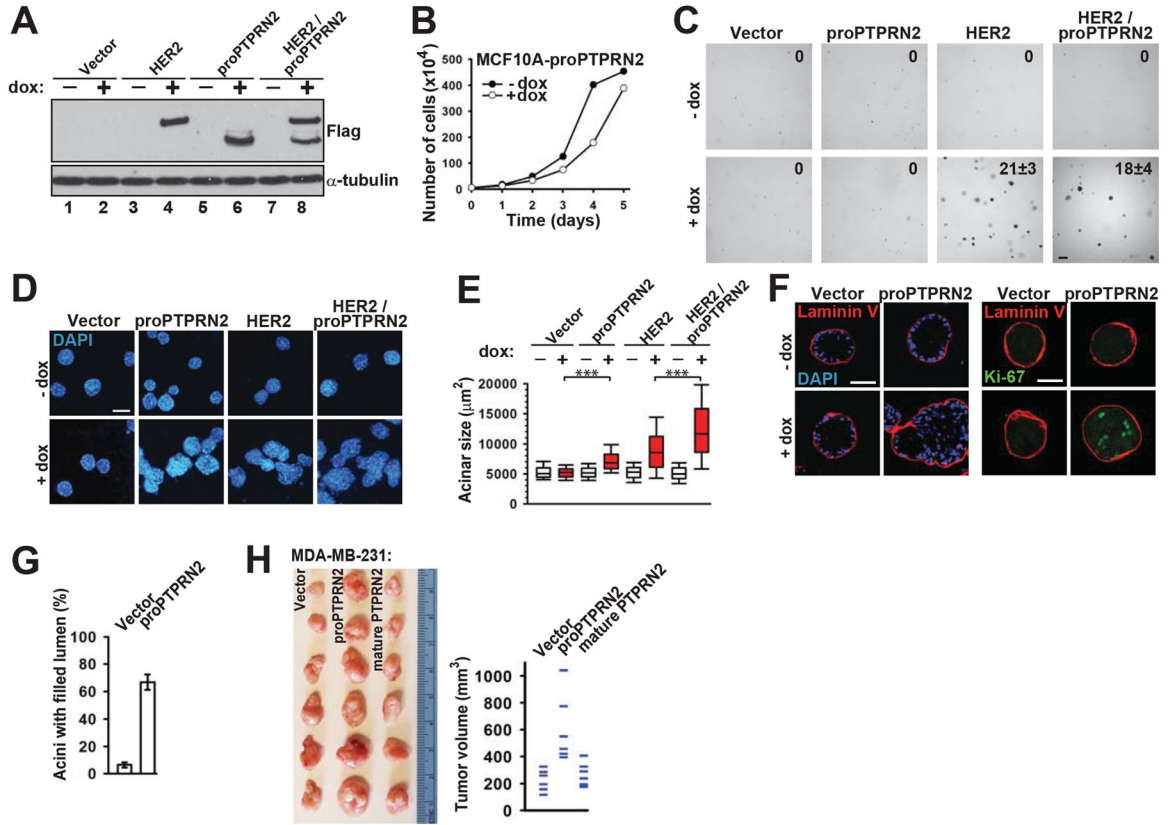 A
Vector
HER2
proPTPRN2
HER2 /
proPTPRN2
dox: − + − + − + − +
Flag
α-tubulin
1 2 3 4 5 6 7 8
B
MCF10A-proPTPRN2
Number of cells (x10⁴)
500
400
300
200
100
0
- dox
+dox
0 1 2 3 4 5
Time (days)
C
Vector proPTPRN2 HER2 HER2 /
proPTPRN2
- dox
0 0 0 0
+ dox
0 0 21±3 18±4
D
Vector proPTPRN2 HER2 HER2 /
proPTPRN2
DAPI
- dox
+ dox
E
Vector
proPTPRN2
HER2
HER2 /
proPTPRN2
dox: − + − + − + − +
*** ***
Acinar size (μm²)
20000
15000
10000
5000
0
F
Vector proPTPRN2 Vector proPTPRN2
Laminin V Laminin V
DAPI Ki-67
- dox
+ dox
G
Vector
proPTPRN2
Acini with filled lumen (%)
100
80
60
40
20
0
H
MDA-MB-231:
Vector
proPTPRN2
mature PTPRN2
Vector
proPTPRN2
mature PTPRN2
Tumor volume (mm³)
1000
800
600
400
200
0